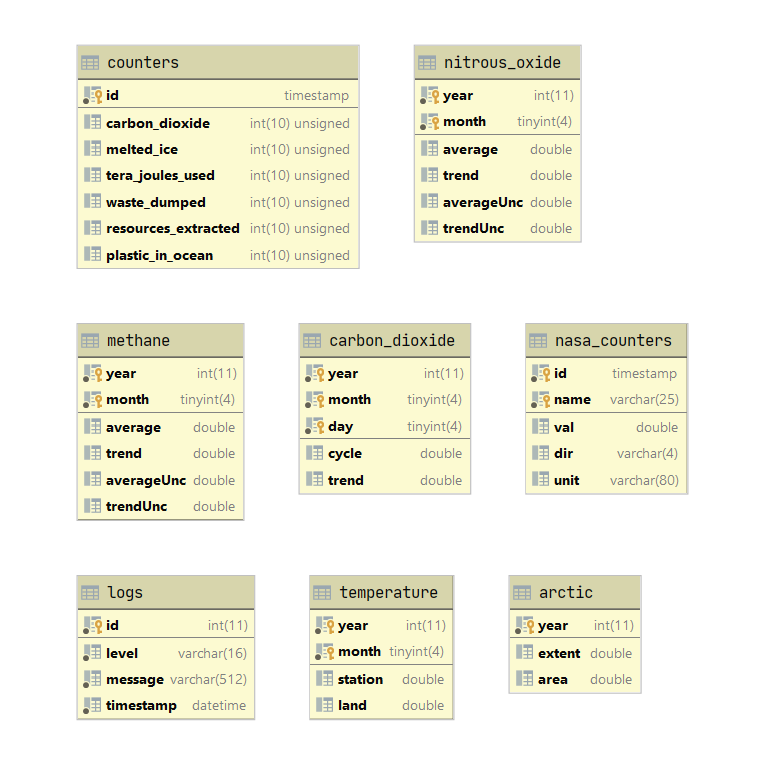 counters
id timestamp
carbon_dioxide int(10) unsigned
melted_ice int(10) unsigned
tera_joules_used int(10) unsigned
waste_dumped int(10) unsigned
resources_extracted int(10) unsigned
plastic_in_ocean int(10) unsigned
nitrous_oxide
year int(11)
month tinyint(4)
average double
trend double
averageUnc double
trendUnc double
methane
year int(11)
month tinyint(4)
average double
trend double
averageUnc double
trendUnc double
carbon_dioxide
year int(11)
month tinyint(4)
day tinyint(4)
cycle double
trend double
nasa_counters
id timestamp
name varchar(25)
val double
dir varchar(4)
unit varchar(80)
logs
id int(11)
level varchar(16)
message varchar(512)
timestamp datetime
temperature
year int(11)
month tinyint(4)
station double
land double
arctic
year int(11)
extent double
area double